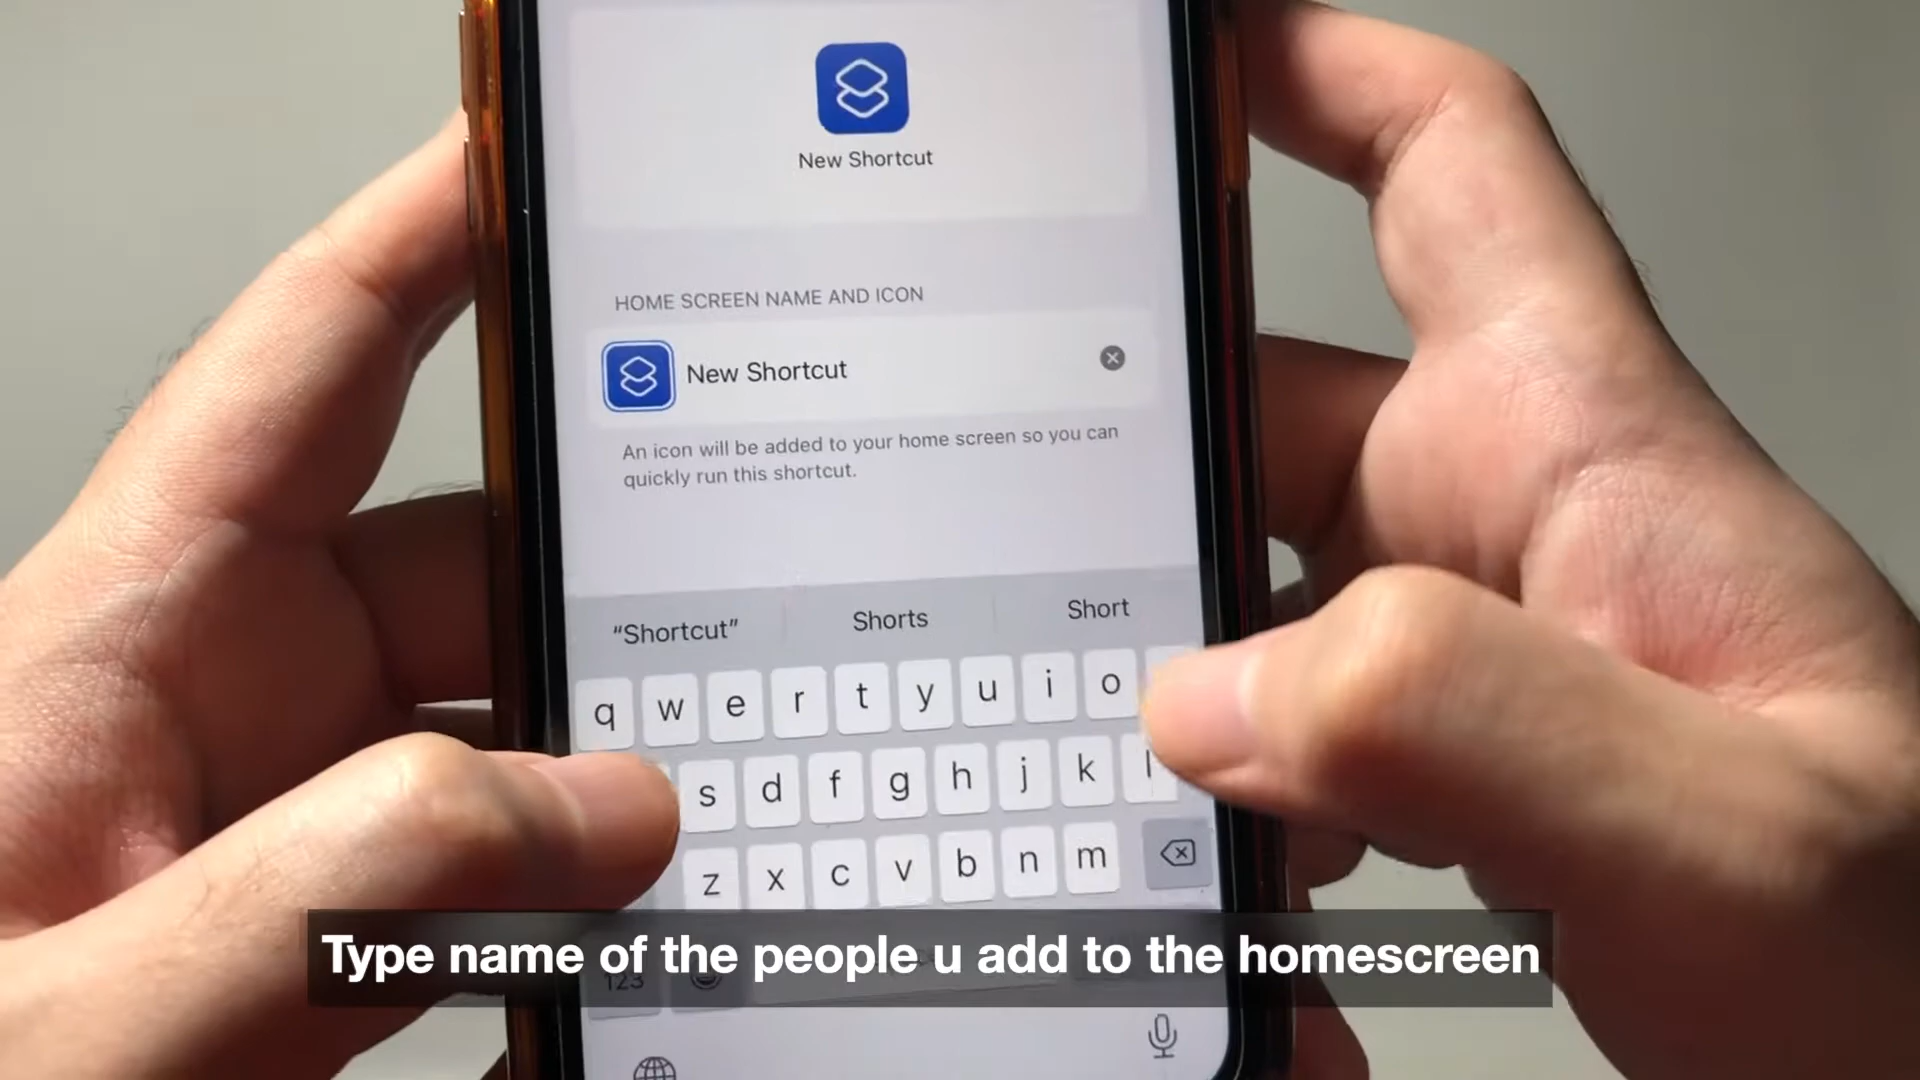 New Shortcut
HOME SCREEN NAME AND ICON
New Shortcut
An icon will be added to your home screen so you can
quickly run this shortcut.
“Shortcut” Shorts Short
q w e r t y u i o
s d f g h j k l
z x c v b n m
Type name of the people u add to the homescreen
123